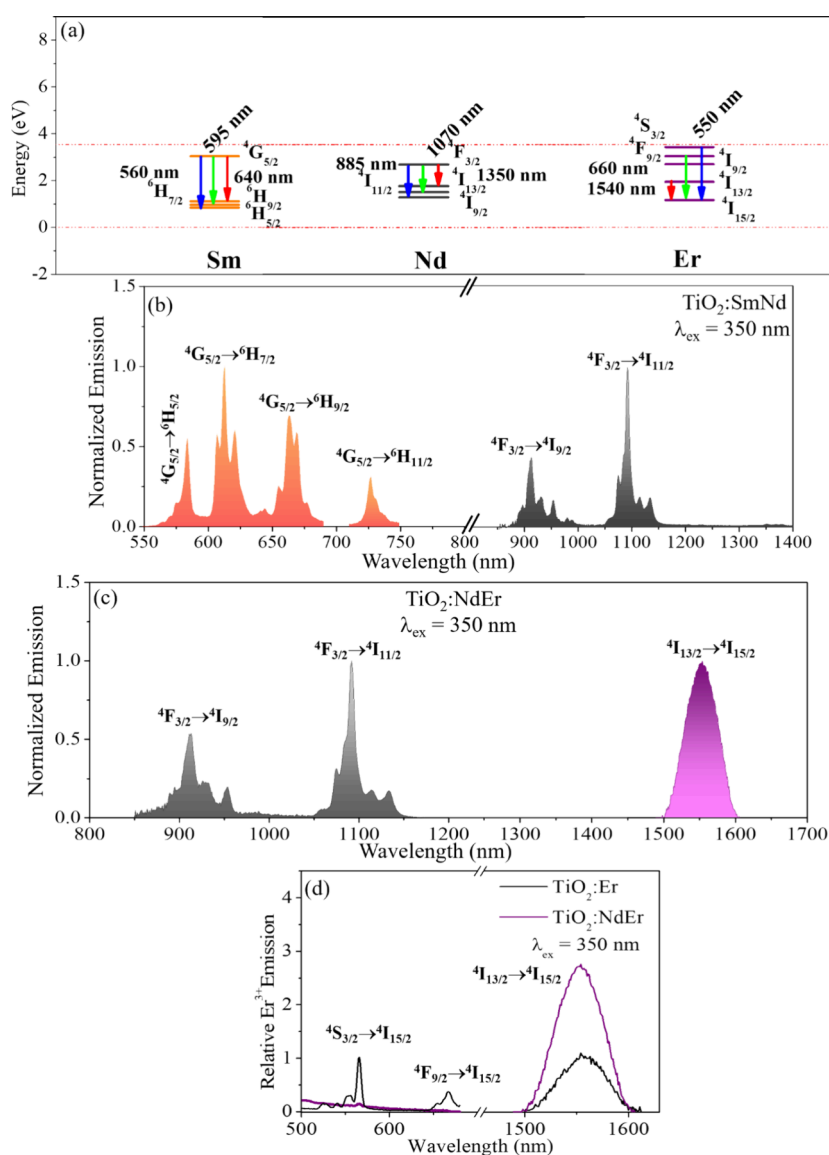 (a)
Energy (eV)
8
6
4
2
0
-2
595 nm
⁴G₅/₂
560 nm
640 nm
⁶H₇/₂
⁶H₉/₂
⁶H₅/₂
Sm
1070 nm
885 nm
⁴F₃/₂
⁴I₁₁/₂
⁴I₁₃/₂
1350 nm
⁴I₉/₂
Nd
⁴S₃/₂
550 nm
⁴F₉/₂
660 nm
⁴I₉/₂
1540 nm
⁴I₁₃/₂
⁴I₁₅/₂
Er
(b)
TiO₂:SmNd
λₑₓ = 350 nm
Normalized Emission
1.5
1.0
0.5
0.0
⁴G₅/₂→⁶H₅/₂
⁴G₅/₂→⁶H₇/₂
⁴G₅/₂→⁶H₉/₂
⁴G₅/₂→⁶H₁₁/₂
⁴F₃/₂→⁴I₉/₂
⁴F₃/₂→⁴I₁₁/₂
550 600 650 700 750 800 900 1000 1100 1200 1300 1400
Wavelength (nm)
(c)
TiO₂:NdEr
λₑₓ = 350 nm
Normalized Emission
1.5
1.0
0.5
0.0
⁴F₃/₂→⁴I₉/₂
⁴F₃/₂→⁴I₁₁/₂
⁴I₁₃/₂→⁴I₁₅/₂
800 900 1000 1100 1200 1300 1400 1500 1600 1700
Wavelength (nm)
(d)
TiO₂:Er
TiO₂:NdEr
λₑₓ = 350 nm
Relative Er³⁺ Emission
4
3
2
1
0
⁴S₃/₂→⁴I₁₅/₂
⁴F₉/₂→⁴I₁₅/₂
⁴I₁₃/₂→⁴I₁₅/₂
500 600 1500 1600
Wavelength (nm)